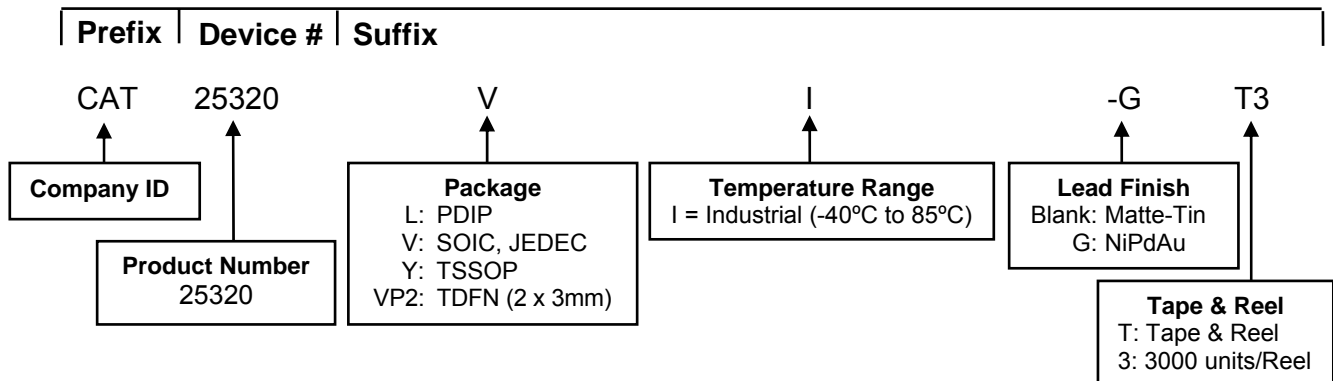 Prefix Device # Suffix
CAT 25320 V I -G T3
Company ID
Product Number
25320
Package
L: PDIP
V: SOIC, JEDEC
Y: TSSOP
VP2: TDFN (2 x 3mm)
Temperature Range
I = Industrial (-40ºC to 85ºC)
Lead Finish
Blank: Matte-Tin
G: NiPdAu
Tape & Reel
T: Tape & Reel
3: 3000 units/Reel